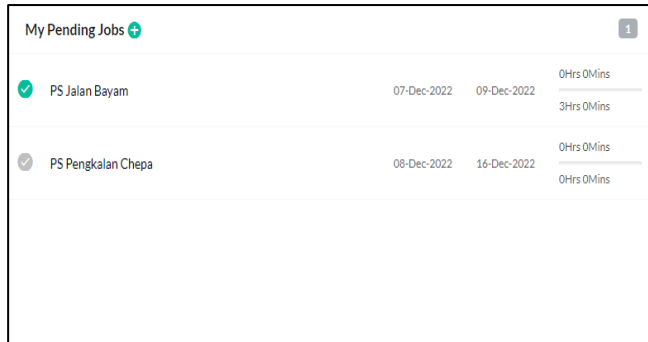 My Pending Jobs
1
PS Jalan Bayam 07-Dec-2022 09-Dec-2022 0Hrs 0Mins
3Hrs 0Mins
PS Pengkalan Chepa 08-Dec-2022 16-Dec-2022 0Hrs 0Mins
0Hrs 0Mins